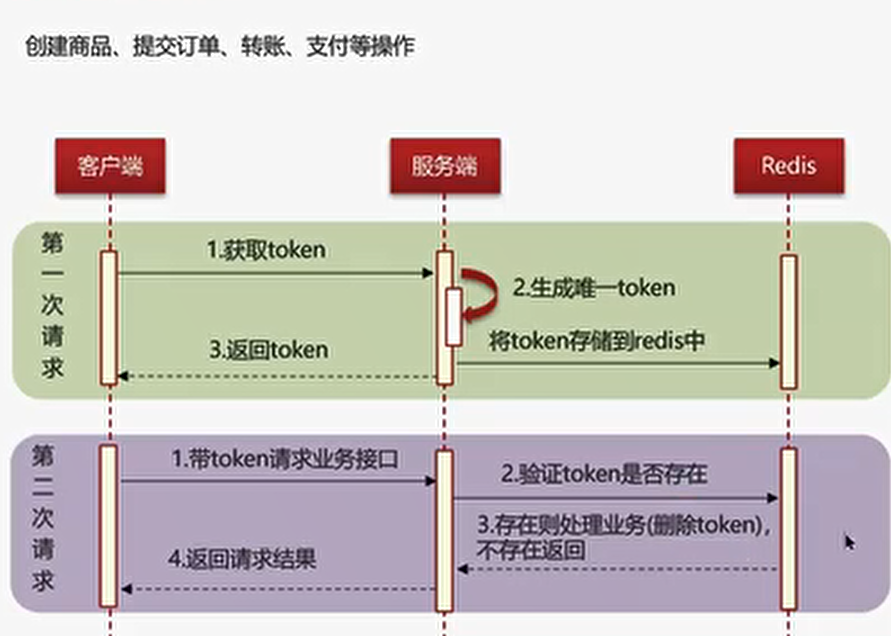 创建商品、提交订单、转账、支付等操作
客户端
服务端
Redis
第一次请求
1.获取token
2.生成唯一token
将token存储到redis中
3.返回token
第二次请求
1.带token请求业务接口
2.验证token是否存在
3.存在则处理业务(删除token),
不存在返回
4.返回请求结果